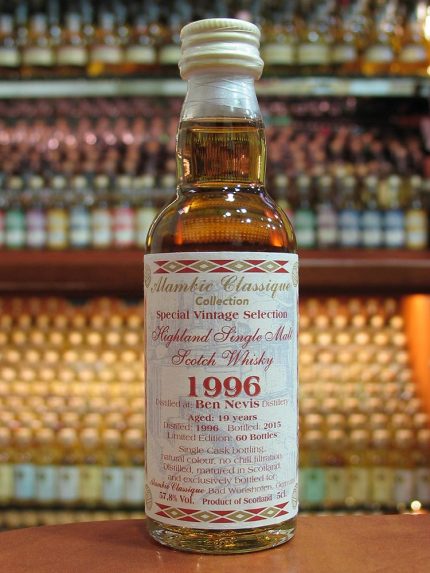 Alambic Classique
Collection
Special Vintage Selection
Highland Single Malt
Scotch Whisky
1996
Distilled at: Ben Nevis Distillery
Aged: 19 years
Distilled: 1996 Bottled: 2015
Limited Edition: 60 Bottles
Single Cask bottling,
natural colour, no chill filtration.
Distilled, matured in Scotland
and exclusively bottled for
Alambic Classique, Bad Wörishofen, Germany
57,8% Vol. Product of Scotland 5cl